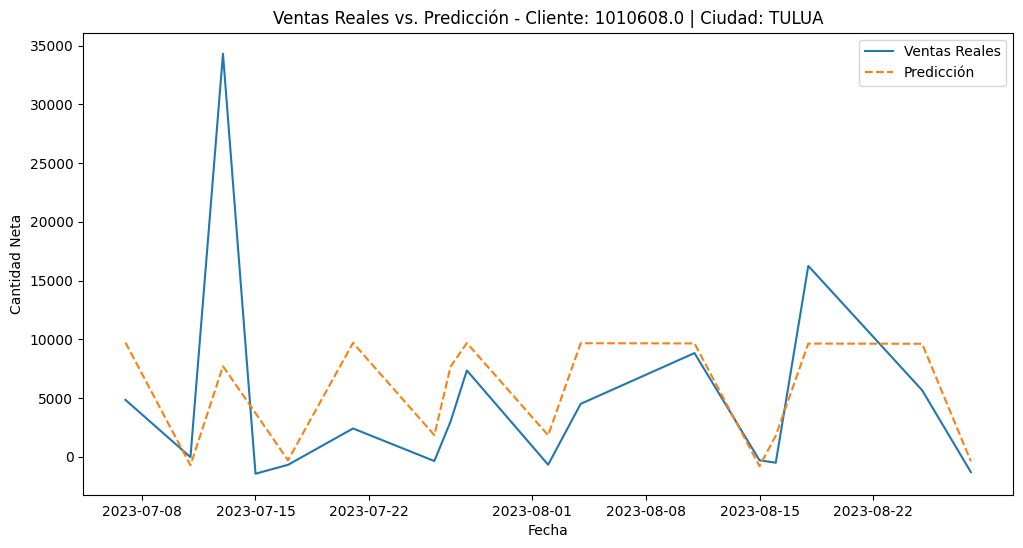 Ventas Reales vs. Predicción - Cliente: 1010608.0 | Ciudad: TULUA
Ventas Reales
Predicción
35000
30000
25000
20000
15000
10000
5000
0
Cantidad Neta
2023-07-08 2023-07-15 2023-07-22 2023-08-01 2023-08-08 2023-08-15 2023-08-22
Fecha